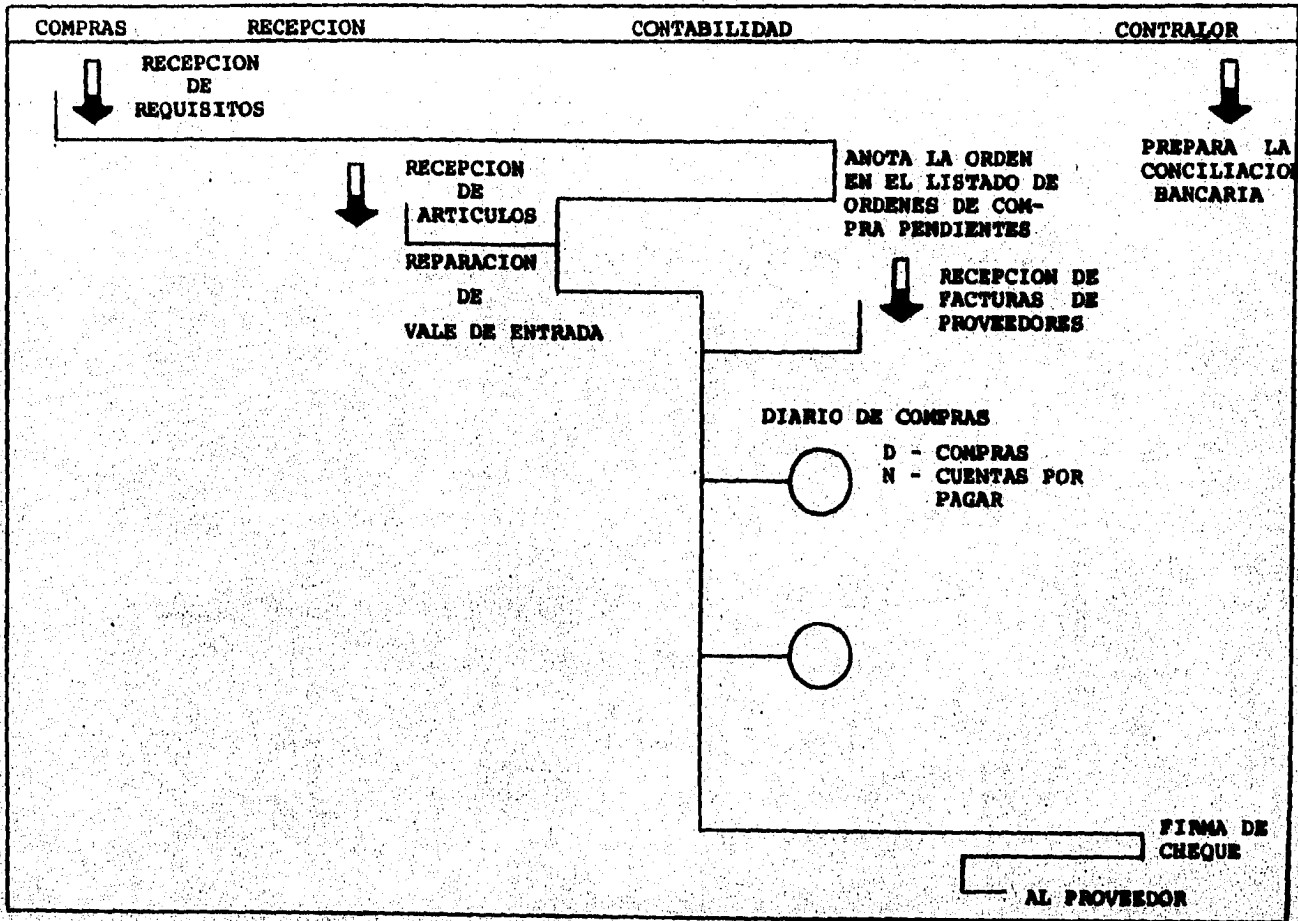 COMPRAS RECEPCION CONTABILIDAD CONTRALOR
RECEPCION
DE
REQUISITOS
PREPARA LA
CONCILIACION
BANCARIA
ANOTA LA ORDEN
EN EL LISTADO DE
ORDENES DE COM-
PRA PENDIENTES
RECEPCION
DE
ARTICULOS
REPARACION
DE
VALE DE ENTRADA
RECEPCION DE
FACTURAS DE
PROVEEDORES
DIARIO DE COMPRAS
D - COMPRAS
N - CUENTAS POR
PAGAR
FIRMA DE
CHEQUE
AL PROVEEDOR